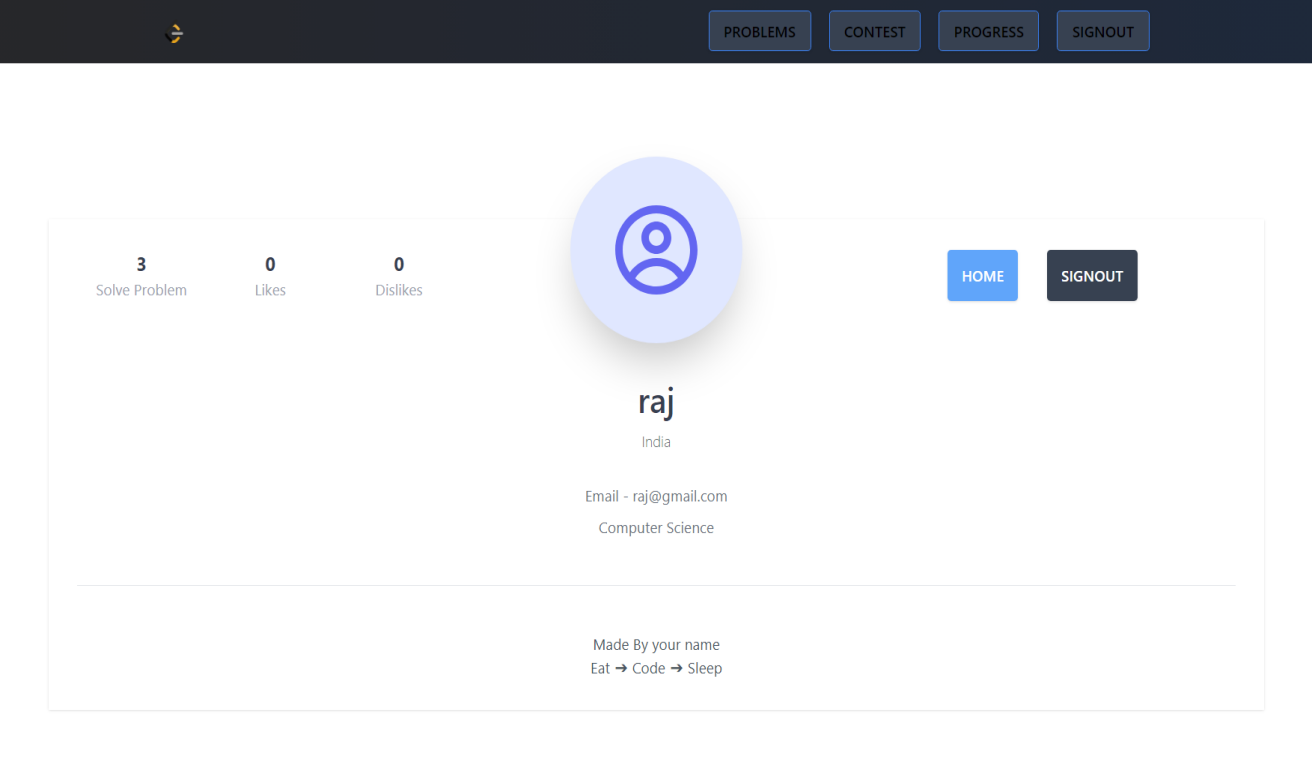 PROBLEMS CONTEST PROGRESS SIGNOUT
3 0 0
Solve Problem Likes Dislikes
HOME SIGNOUT
raj
India
Email - raj@gmail.com
Computer Science
Made By your name
Eat ➔ Code ➔ Sleep